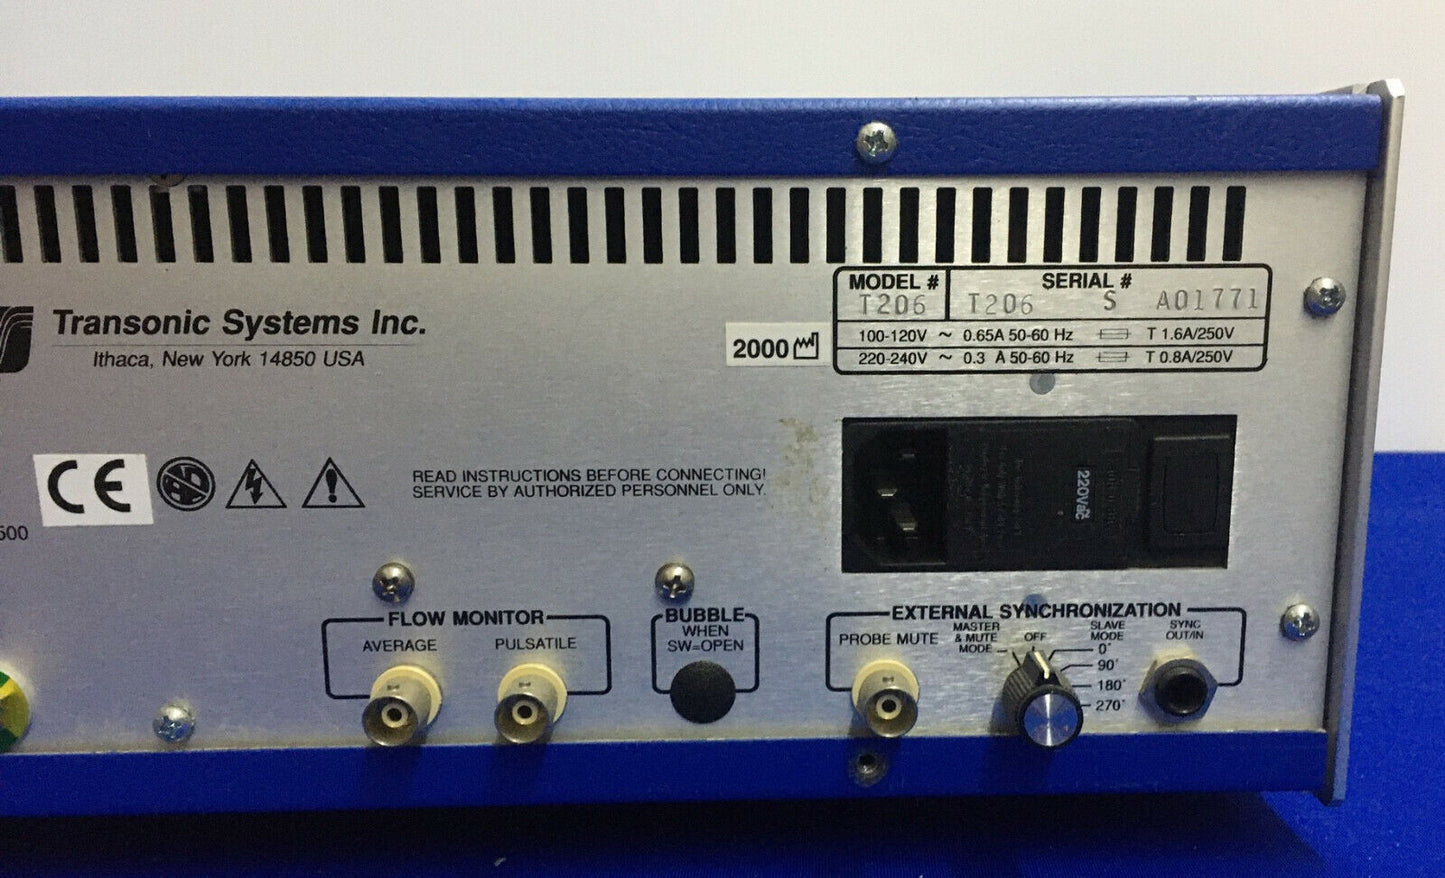 MODEL #
SERIAL #
T206
T206 S A01771
100-120V ~ 0.65A 50-60 Hz T 1.6A/250V
220-240V ~ 0.3 A 50-60 Hz T 0.8A/250V
2000
Transonic Systems Inc.
Ithaca, New York 14850 USA
CE
READ INSTRUCTIONS BEFORE CONNECTING!
SERVICE BY AUTHORIZED PERSONNEL ONLY.
220Vac
FLOW MONITOR
AVERAGE
PULSATILE
BUBBLE
WHEN
SW=OPEN
EXTERNAL SYNCHRONIZATION
PROBE MUTE
MASTER
& MUTE
MODE
OFF
SLAVE
MODE
0°
90°
180°
270°
SYNC
OUT/IN